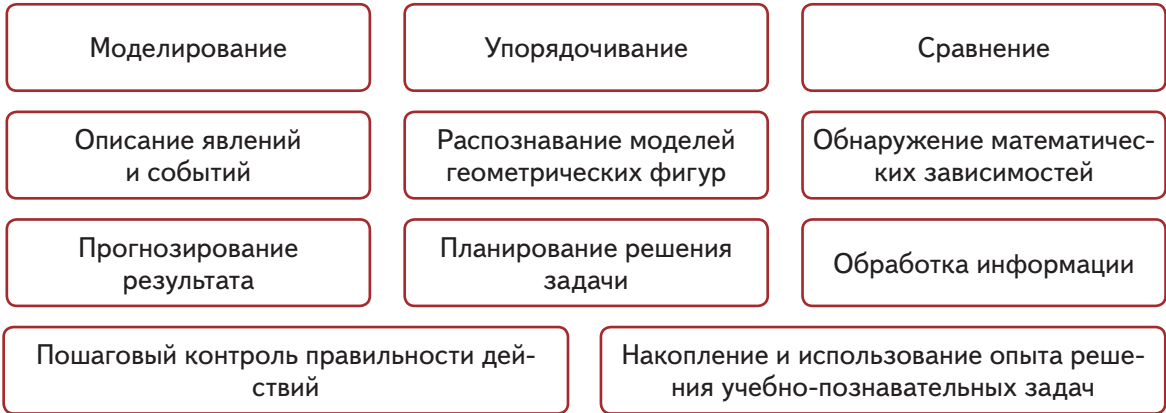 Моделирование
Упорядочивание
Сравнение
Описание явлений
и событий
Распознавание моделей
геометрических фигур
Обнаружение математичес-
ких зависимостей
Прогнозирование
результата
Планирование решения
задачи
Обработка информации
Пошаговый контроль правильности дей-
ствий
Накопление и использование опыта реше-
ния учебно-познавательных задач